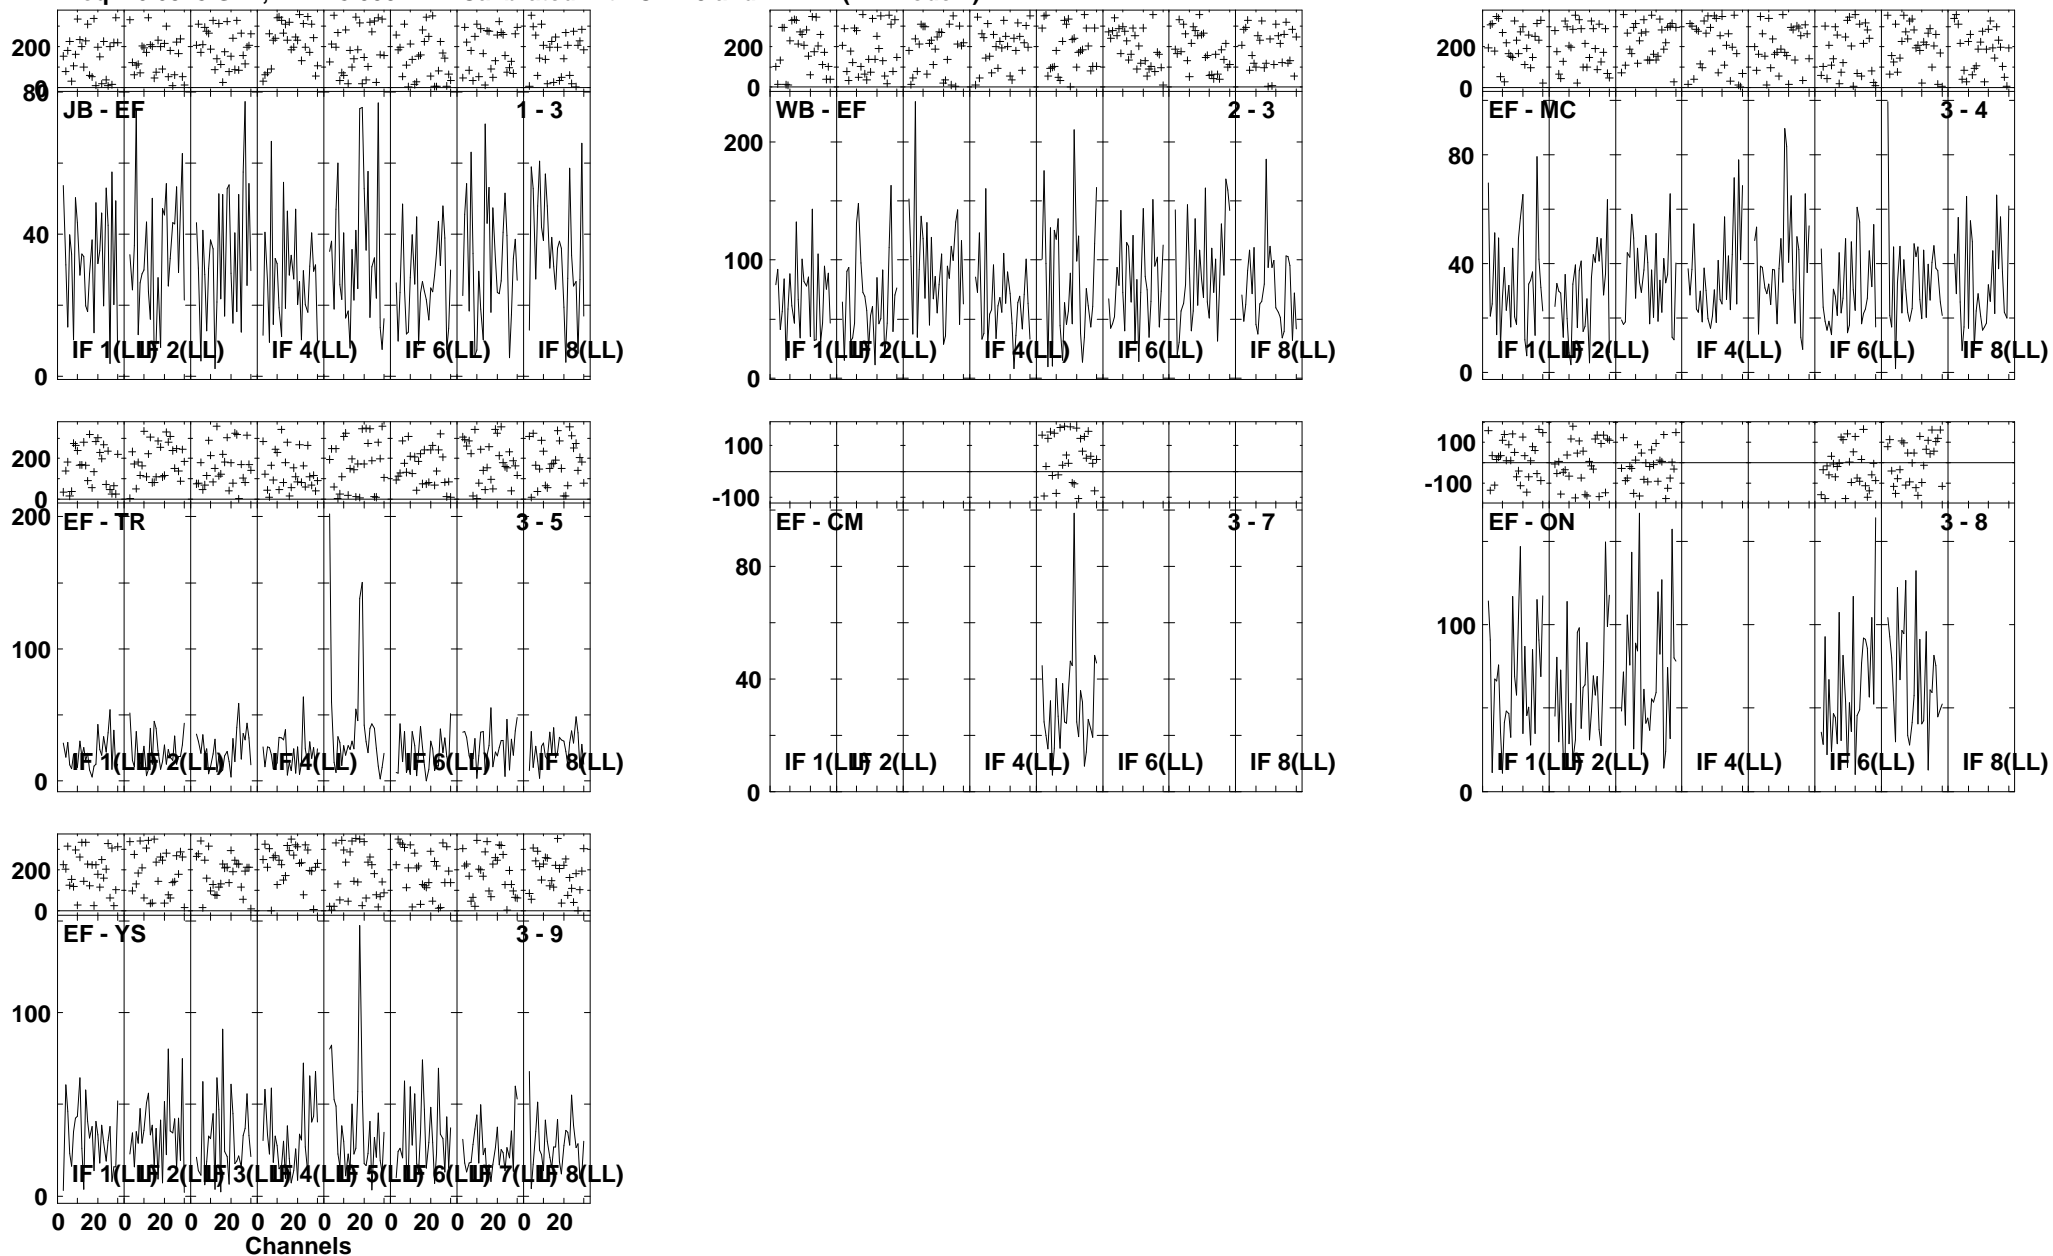 200
0
80
JB - EF 1 - 3
40
IF 1(LL) IF 2(LL) IF 4(LL) IF 6(LL) IF 8(LL)
0
200
0
WB - EF 2 - 3
200
100
IF 1(LL) IF 2(LL) IF 4(LL) IF 6(LL) IF 8(LL)
0
200
0
EF - MC 3 - 4
80
40
IF 1(LL) IF 2(LL) IF 4(LL) IF 6(LL) IF 8(LL)
0
200
0
200
EF - TR 3 - 5
100
IF 1(LL) IF 2(LL) IF 4(LL) IF 6(LL) IF 8(LL)
0
100
-100
EF - CM 3 - 7
80
40
IF 1(LL) IF 2(LL) IF 4(LL) IF 6(LL) IF 8(LL)
0
100
-100
EF - ON 3 - 8
100
IF 1(LL) IF 2(LL) IF 4(LL) IF 6(LL) IF 8(LL)
0
200
0
EF - YS 3 - 9
100
IF 1(LL) IF 2(LL) IF 3(LL) IF 4(LL) IF 5(LL) IF 6(LL) IF 7(LL) IF 8(LL)
0
0 20 0 20 0 20 0 20 0 20 0 20 0 20 0 20
Channels